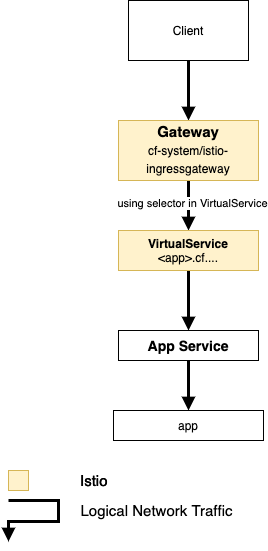 Client
Gateway
cf-system/istio-
ingressgateway
using selector in VirtualService
VirtualService
<app>.cf....
App Service
app
Istio
Logical Network Traffic